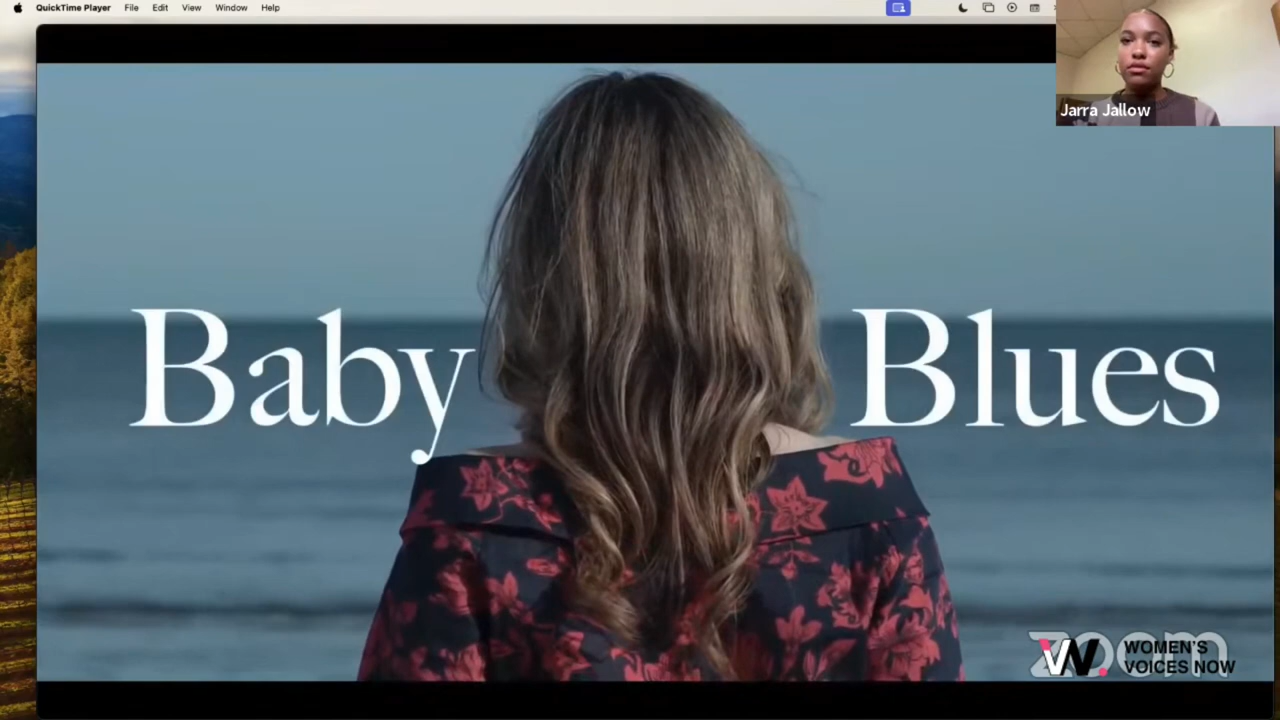 QuickTime Player File Edit View Window Help
Jarra Jallow
Baby Blues
zoom
WOMEN'S
VOICES NOW